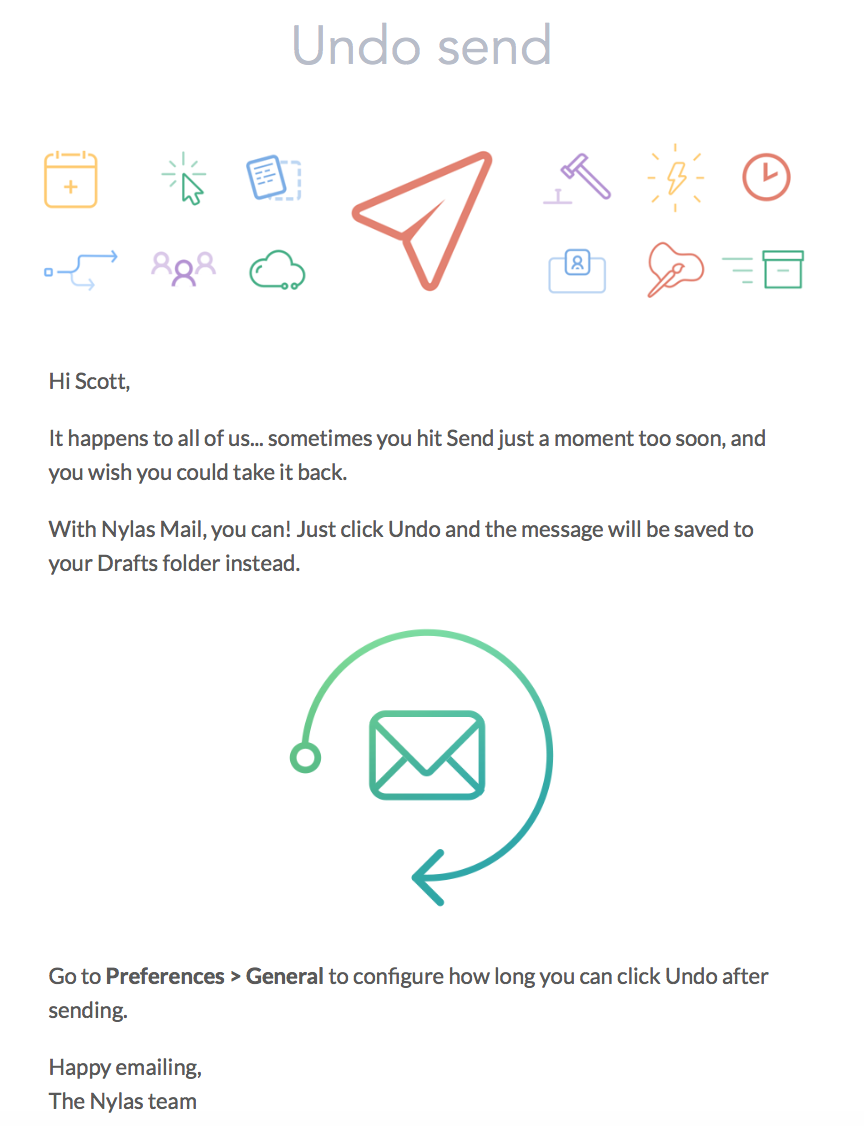 Undo send
Hi Scott,
It happens to all of us... sometimes you hit Send just a moment too soon, and
you wish you could take it back.
With Nylas Mail, you can! Just click Undo and the message will be saved to
your Drafts folder instead.
Go to Preferences > General to configure how long you can click Undo after
sending.
Happy emailing,
The Nylas team